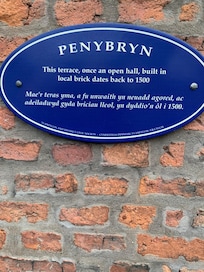 PENYBRYN
This terrace, once an open hall, built in
local brick dates back to 1500
Mae'r teras yma, a fu unwaith yn neuadd agored, ac
adeiladwyd gyda brician lleol, yn dyddio'n ôl i 1500.